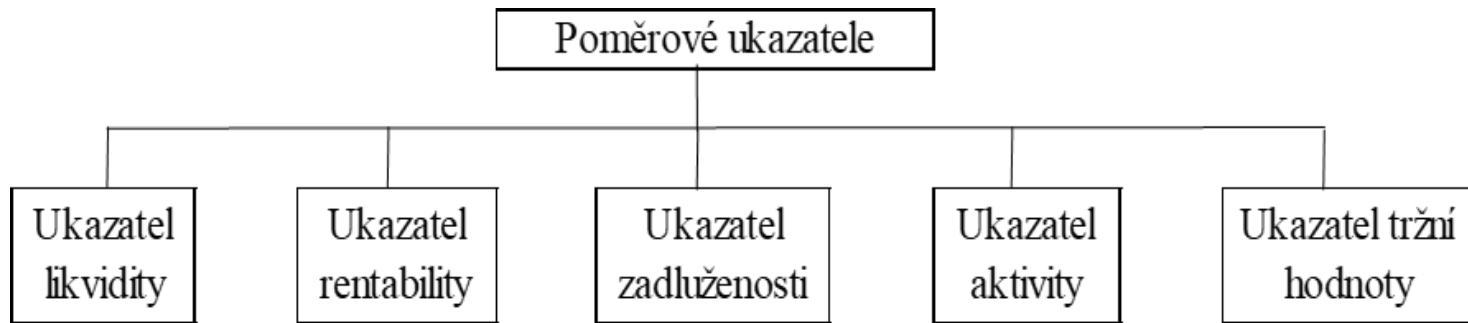 Poměrové ukazatele
Ukazatel
likvidity
Ukazatel
rentability
Ukazatel
zadluženosti
Ukazatel
aktivity
Ukazatel tržní
hodnoty